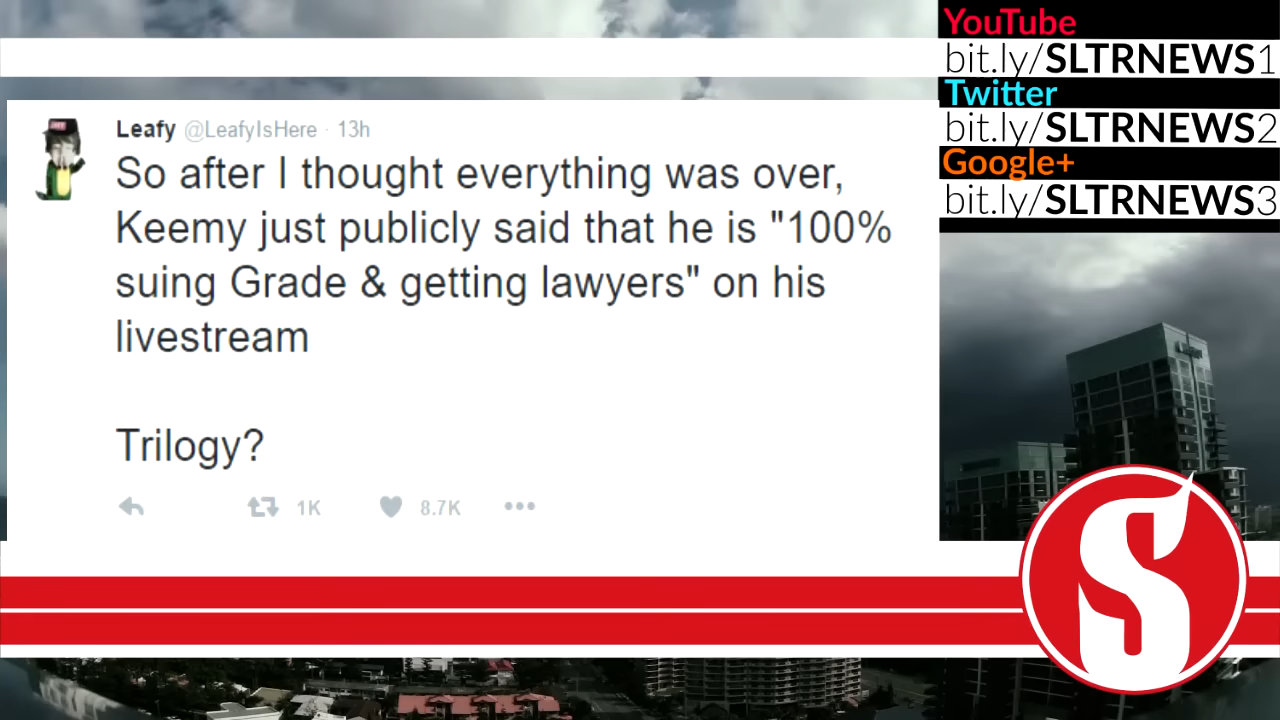 YouTube
bit.ly/SLTRNEWS1
Twitter
bit.ly/SLTRNEWS2
Google+
bit.ly/SLTRNEWS3
Leafy @LeafyIsHere · 13h
So after I thought everything was over,
Keemy just publicly said that he is "100%
suing Grade & getting lawyers" on his
livestream
Trilogy?
1K 8.7K
S